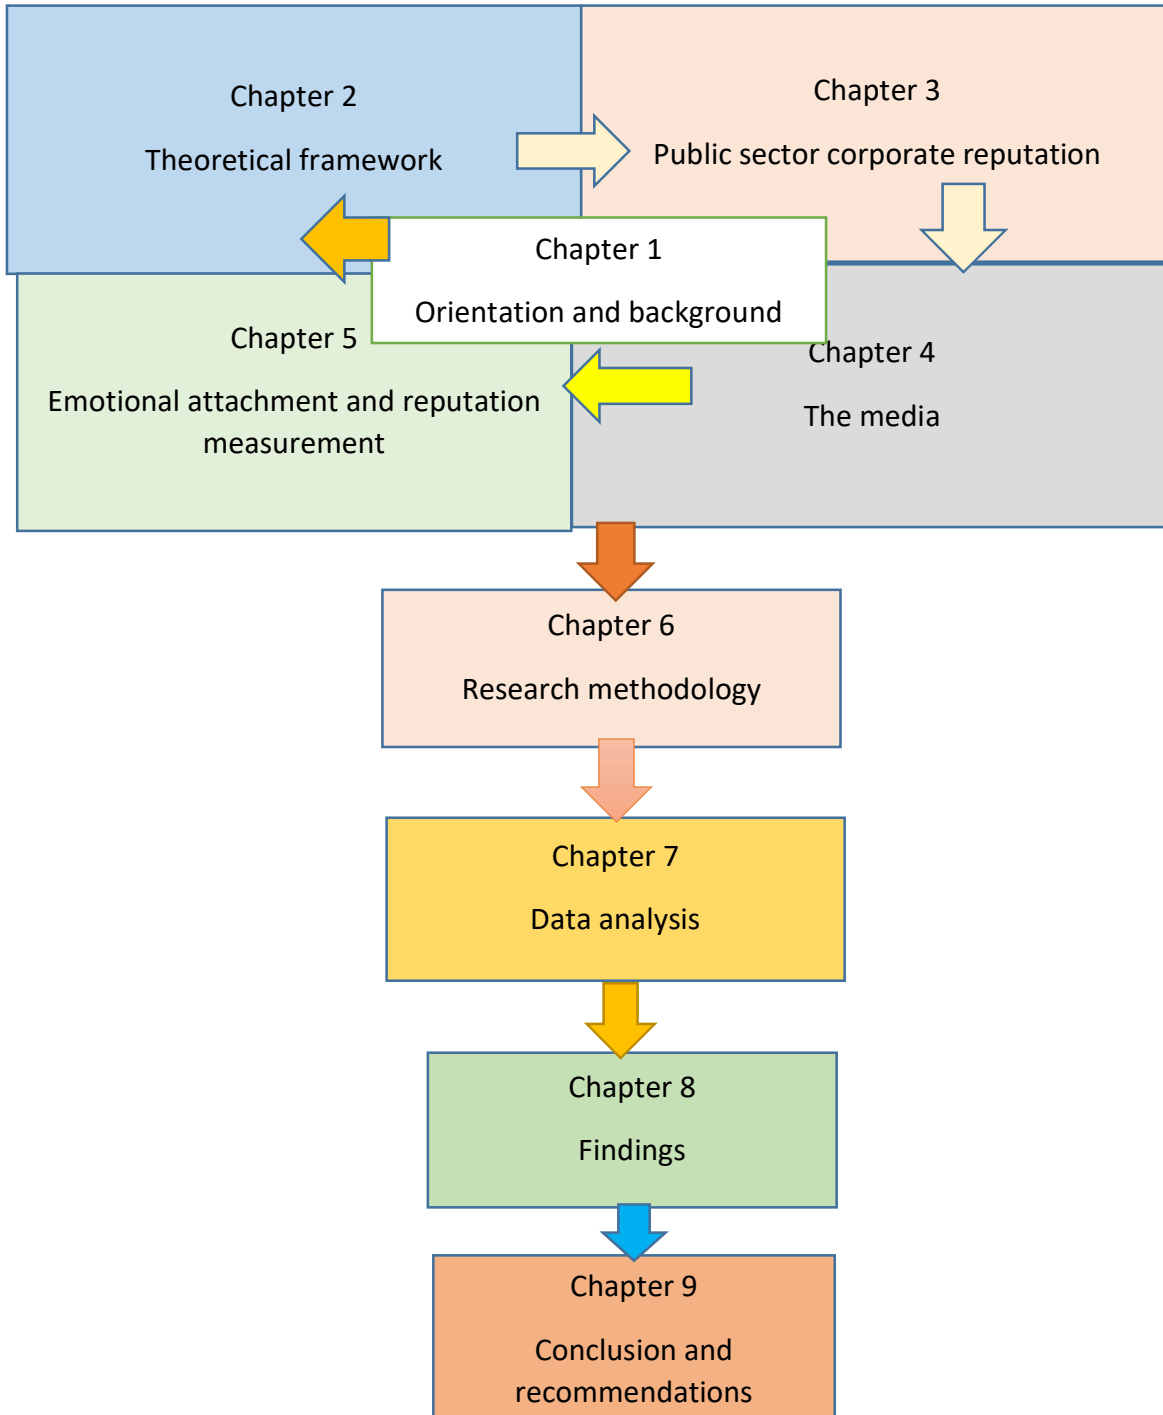 Chapter 2
Theoretical framework
Chapter 3
Public sector corporate reputation
Chapter 1
Orientation and background
Chapter 5
Emotional attachment and reputation
measurement
Chapter 4
The media
Chapter 6
Research methodology
Chapter 7
Data analysis
Chapter 8
Findings
Chapter 9
Conclusion and
recommendations